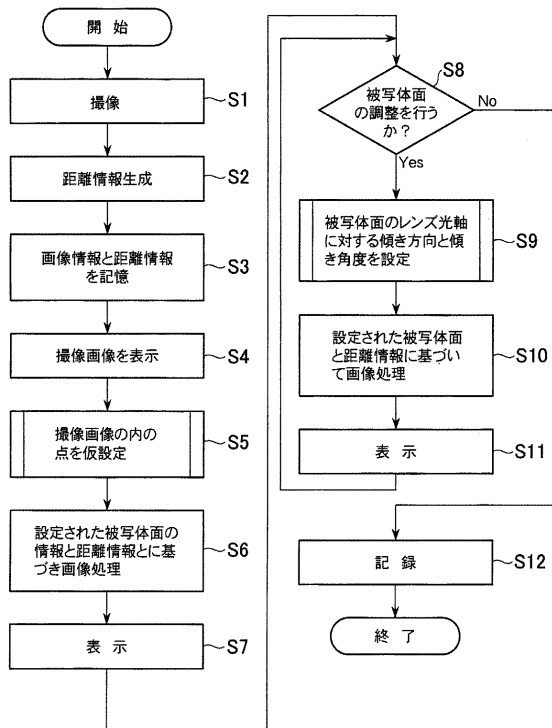 開 始
撮像
S1
距離情報生成
S2
画像情報と距離情報
を記憶
S3
撮像画像を表示
S4
撮像画像の内の
点を仮設定
S5
設定された被写体面の
情報と距離情報とに基
づき画像処理
S6
表 示
S7
被写体面
の調整を行う
か？
S8
No
Yes
被写体面のレンズ光軸
に対する傾き方向と傾
き角度を設定
S9
設定された被写体面
と距離情報に基づい
て画像処理
S10
表 示
S11
記 録
S12
終 了